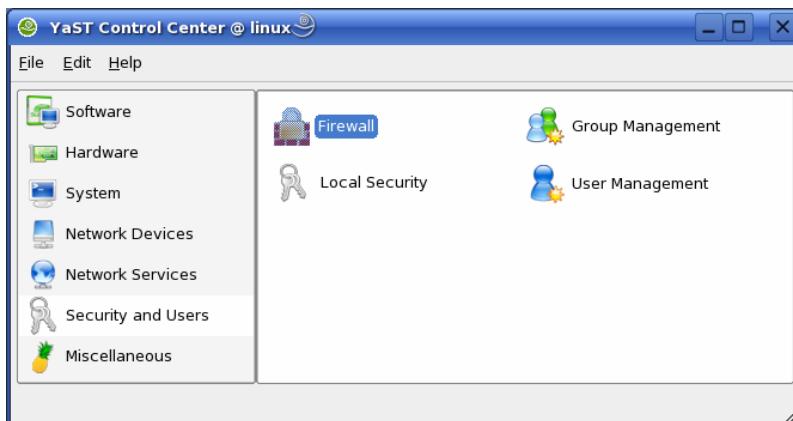 YaST Control Center @ linux
File Edit Help
Software
Hardware
System
Network Devices
Network Services
Security and Users
Miscellaneous
Firewall
Group Management
Local Security
User Management